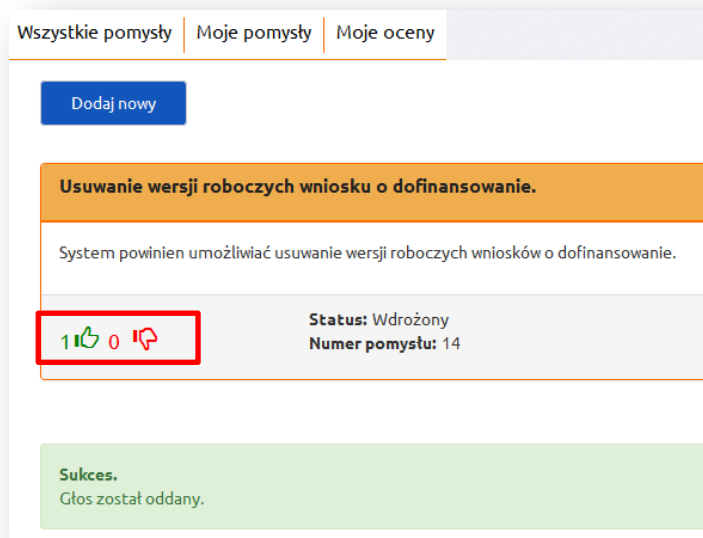 Wszystkie pomysły Moje pomysły Moje oceny
Dodaj nowy
Usuwanie wersji roboczych wniosku o dofinansowanie.
System powinien umożliwiać usuwanie wersji roboczych wniosków o dofinansowanie.
1 0
Status: Wdrożony
Numer pomysłu: 14
Sukces.
Głos został oddany.